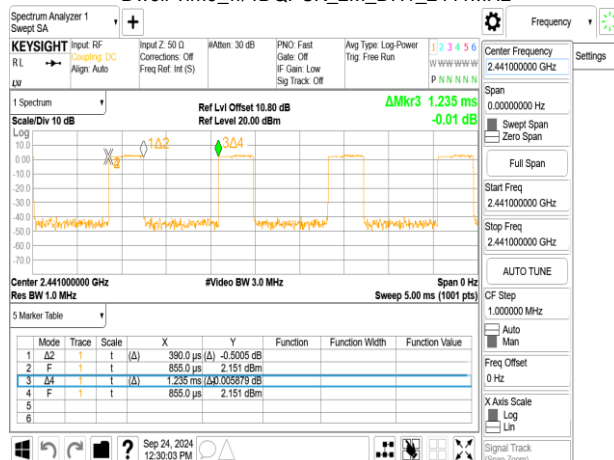 Spectrum Analyzer 1
Swept SA
+
Frequency
Settings
KEYSIGHT
RL
Input: RF
Coupling: DC
Align: Auto
Input Z: 50 Ω
Corrections: Off
Freq Ref: Int (S)
#Atten: 30 dB
PNO: Fast
Gate: Off
IF Gain: Low
Sig Track: Off
Avg Type: Log-Power
Trig: Free Run
1 2 3 4 5 6
W W W W W W
P N N N N N
1 Spectrum
Scale/Div 10 dB
Ref Lvl Offset 10.80 dB
Ref Level 20.00 dBm
ΔMkr3 1.235 ms
-0.01 dB
Log
10.0
0.00
-10.0
-20.0
-30.0
-40.0
-50.0
-60.0
-70.0
1Δ2
3Δ4
Center 2.441000000 GHz
#Video BW 3.0 MHz
Span 0 Hz
Res BW 1.0 MHz
Sweep 5.00 ms (1001 pts)
5 Marker Table
Mode Trace Scale X Y Function Function Width Function Value
1 Δ2 1 t (Δ) 390.0 µs (Δ) -0.5005 dB
2 F 1 t 855.0 µs 2.151 dBm
3 Δ4 1 t (Δ) 1.235 ms (Δ) -0.005879 dB
4 F 1 t 855.0 µs 2.151 dBm
5
6
Sep 24, 2024
12:30:03 PM
Center Frequency
2.441000000 GHz
Span
0.00000000 Hz
Swept Span
Zero Span
Full Span
Start Freq
2.441000000 GHz
Stop Freq
2.441000000 GHz
AUTO TUNE
CF Step
1.000000 MHz
Auto
Man
Freq Offset
0 Hz
X Axis Scale
Log
Lin
Signal Track
(Span Zoom)